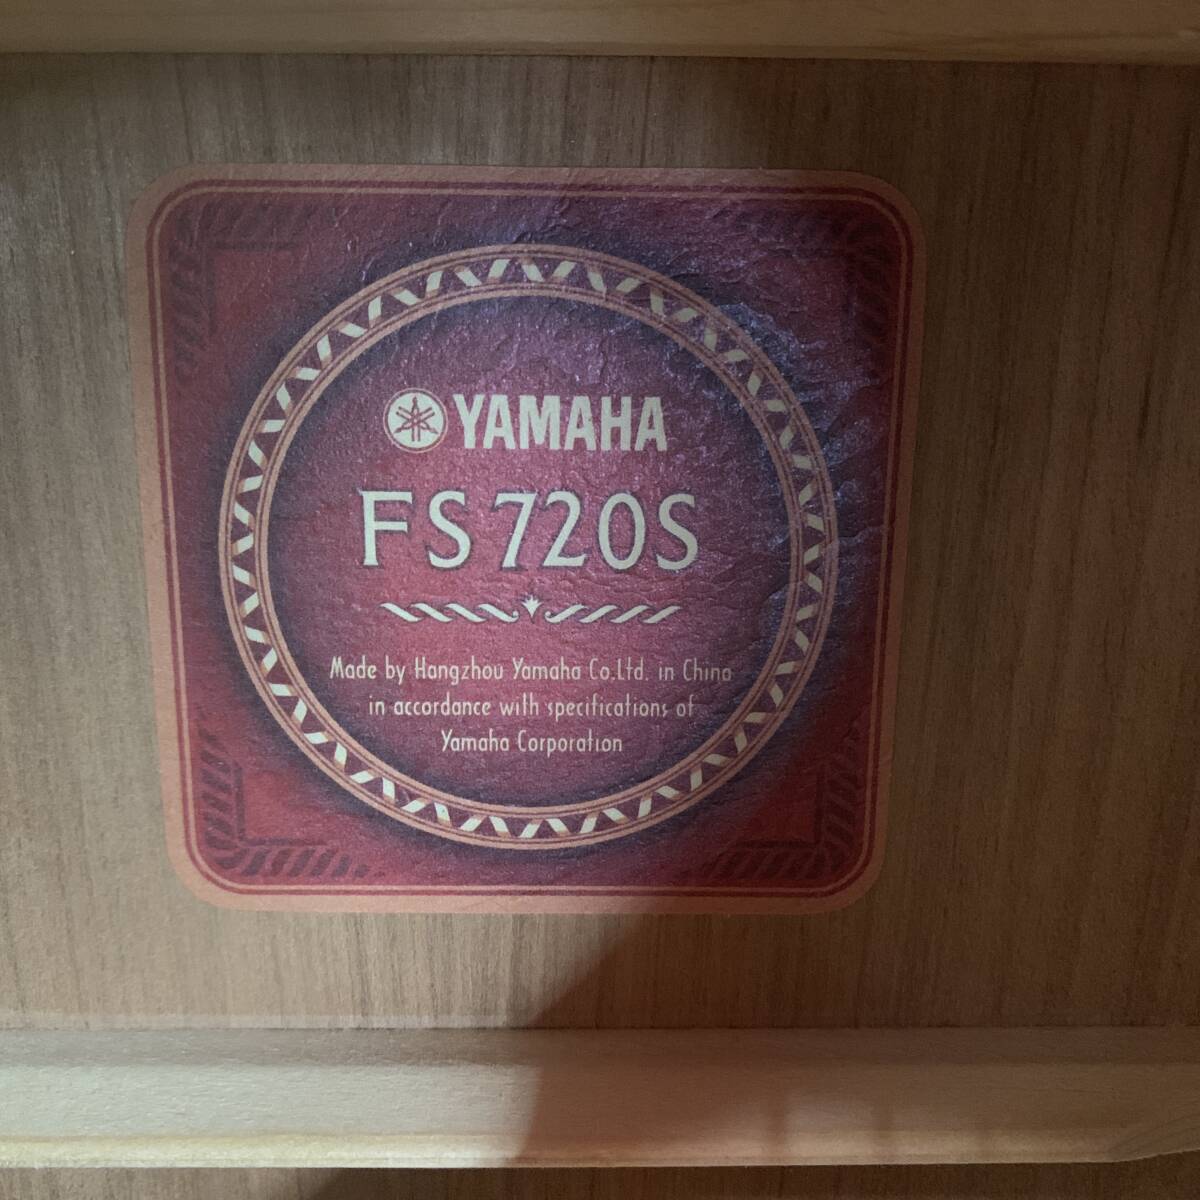 YAMAHA
FS720S
Made by Hangzhou Yamaha Co.Ltd. in China
in accordance with specifications of
Yamaha Corporation